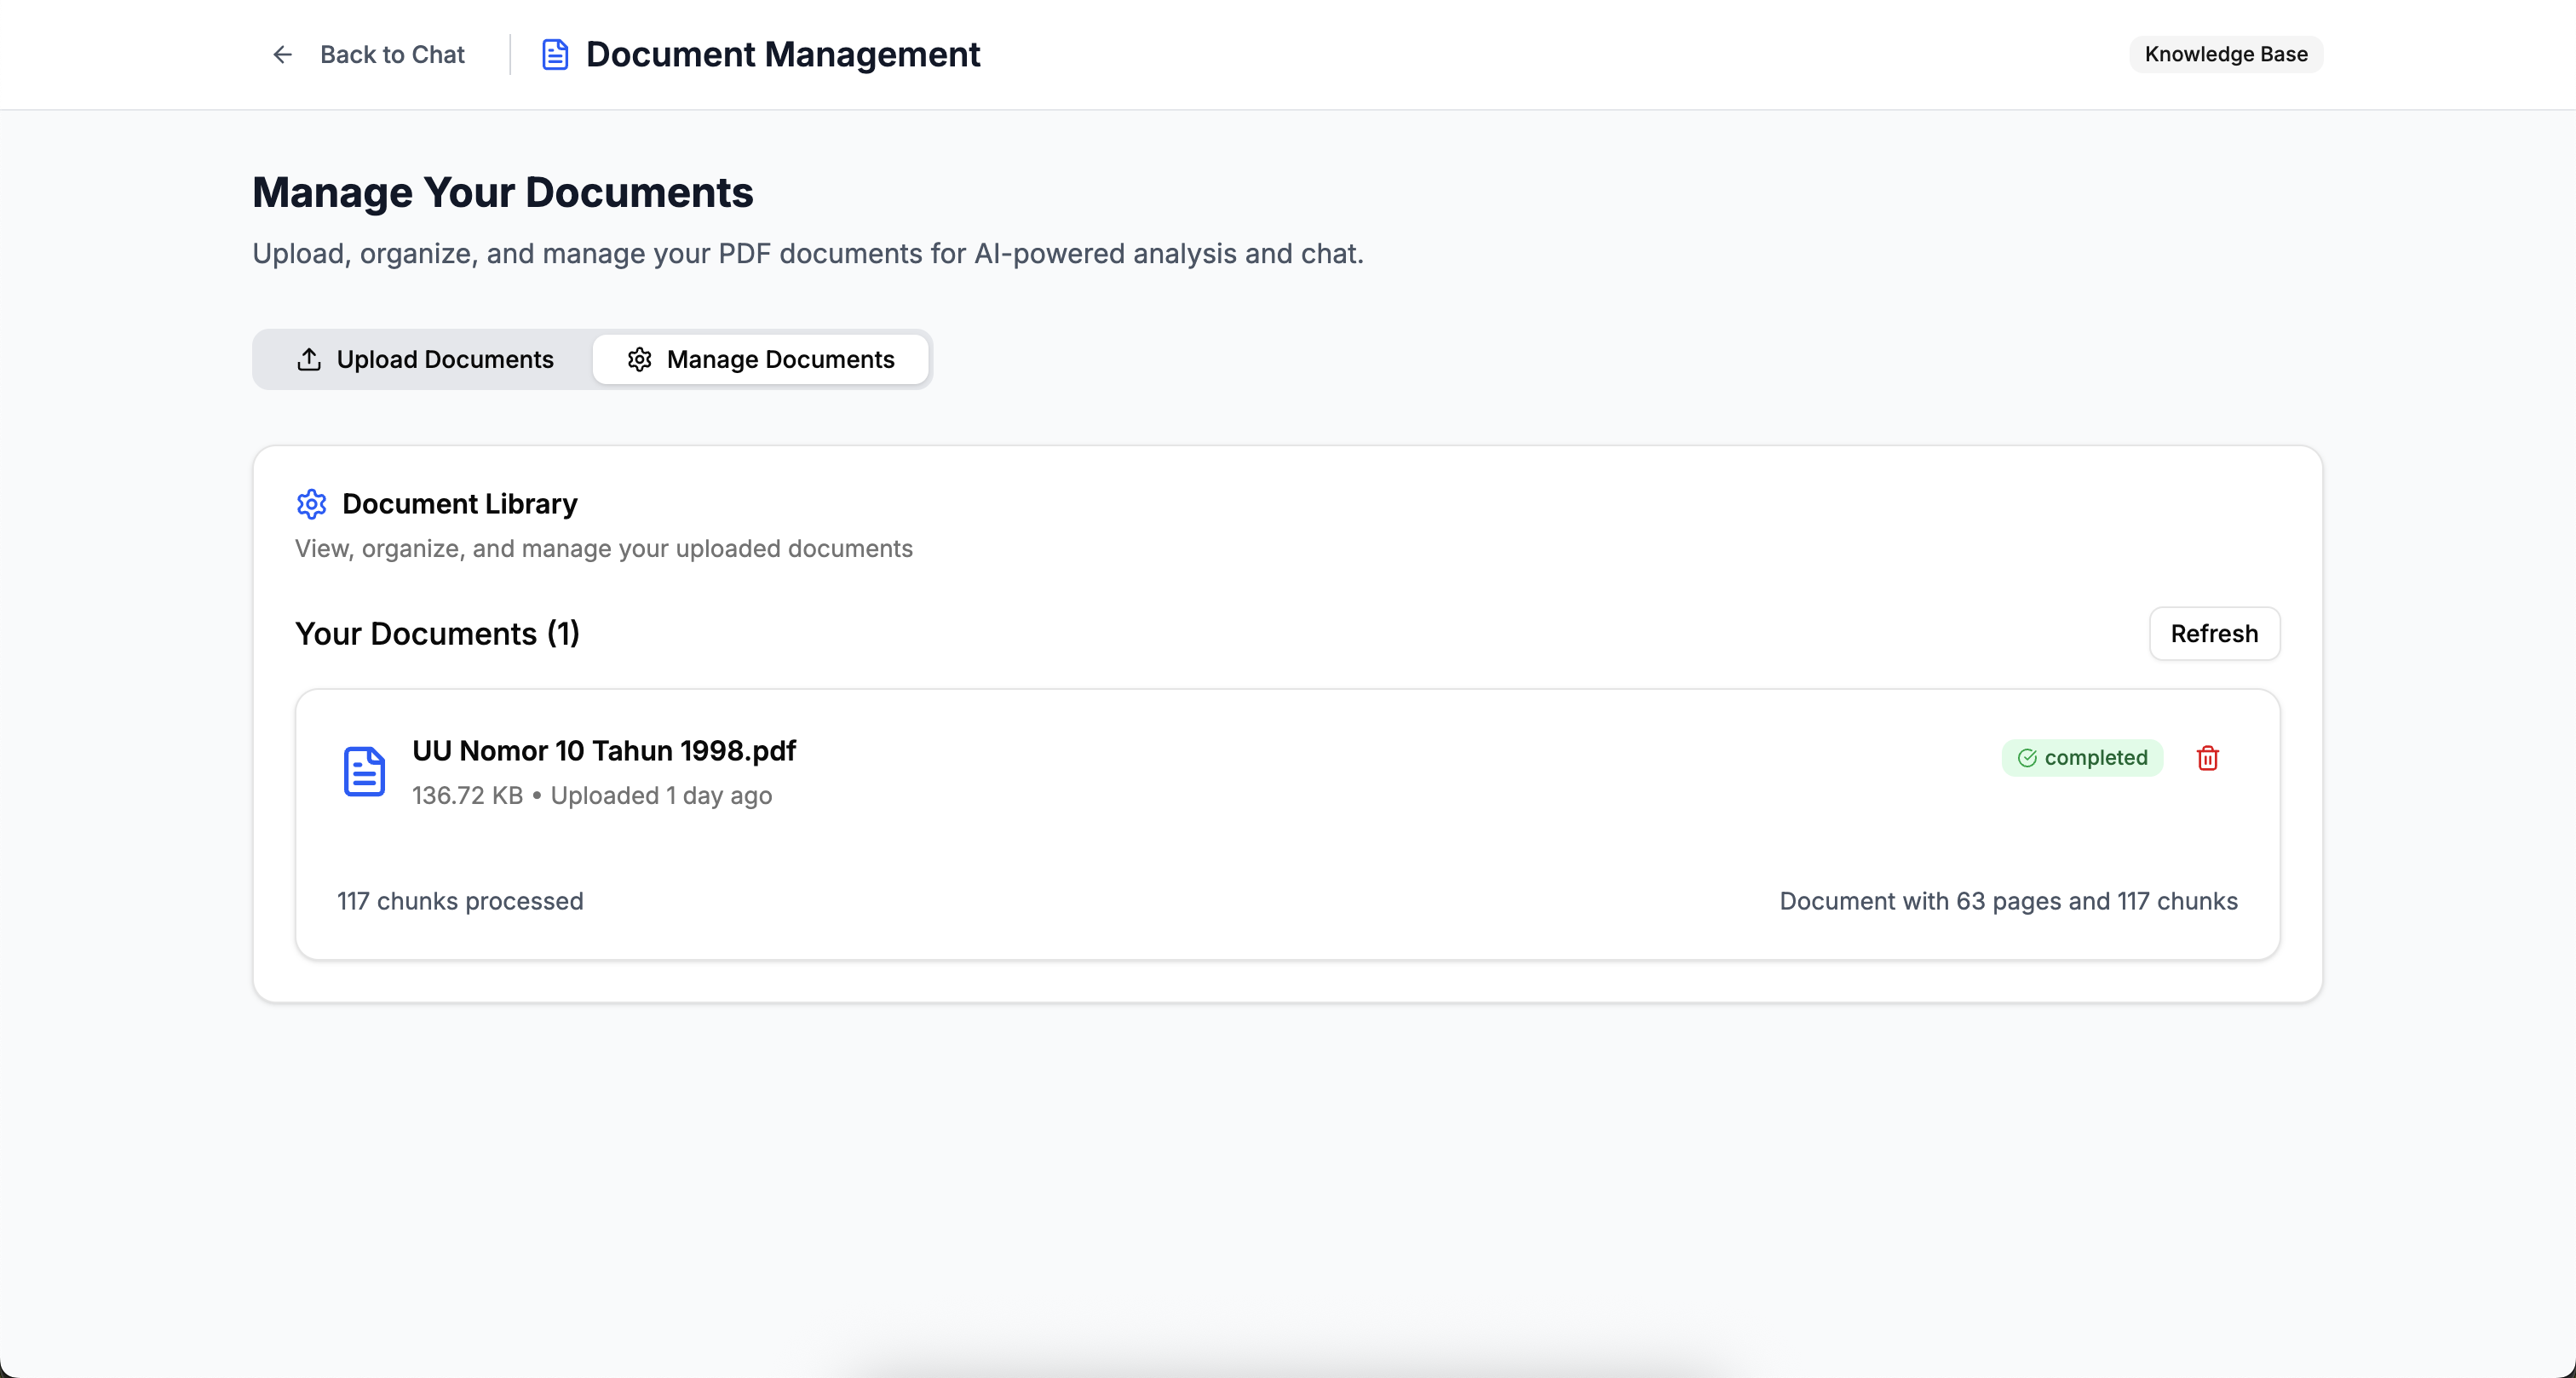 Back to Chat
Document Management
Knowledge Base
Manage Your Documents
Upload, organize, and manage your PDF documents for AI-powered analysis and chat.
Upload Documents
Manage Documents
Document Library
View, organize, and manage your uploaded documents
Your Documents (1)
Refresh
UU Nomor 10 Tahun 1998.pdf
completed
136.72 KB • Uploaded 1 day ago
117 chunks processed
Document with 63 pages and 117 chunks